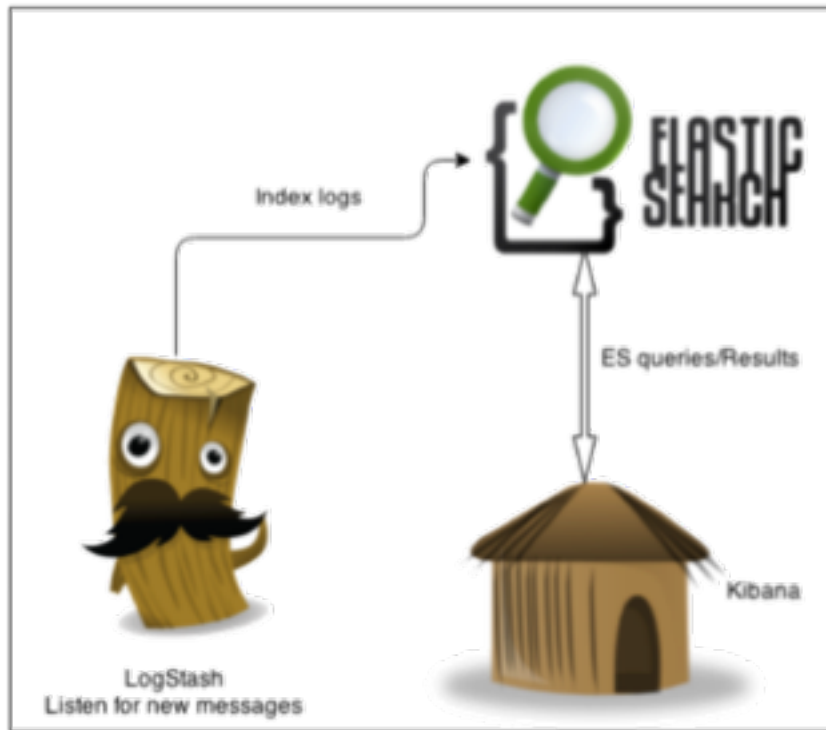 ELASTIC
SEARCH
Index logs
ES queries/Results
Kibana
LogStash
Listen for new messages